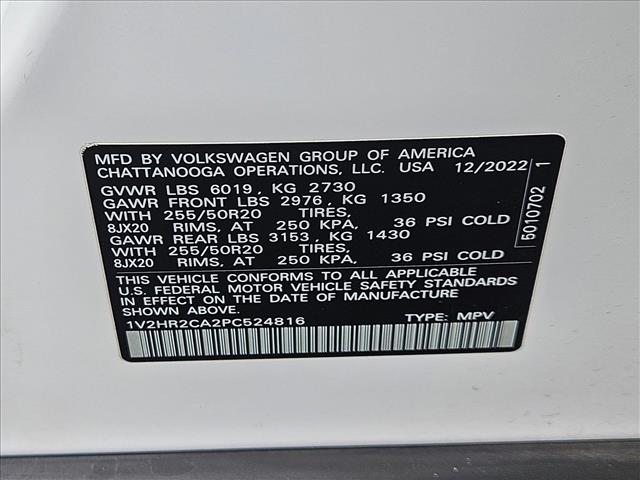 MFD BY VOLKSWAGEN GROUP OF AMERICA
CHATTANOOGA OPERATIONS, LLC. USA 12/2022
GVWR LBS 6019, KG 2730
GAWR FRONT LBS 2976, KG 1350
WITH 255/50R20 TIRES,
8JX20 RIMS, AT 250 KPA, 36 PSI COLD
GAWR REAR LBS 3153, KG 1430
WITH 255/50R20 TIRES,
8JX20 RIMS, AT 250 KPA, 36 PSI COLD
THIS VEHICLE CONFORMS TO ALL APPLICABLE
U.S. FEDERAL MOTOR VEHICLE SAFETY STANDARDS
IN EFFECT ON THE DATE OF MANUFACTURE
SHOWN ABOVE.
1V2HR2CA2PC524816 TYPE: MPV
5010702 1